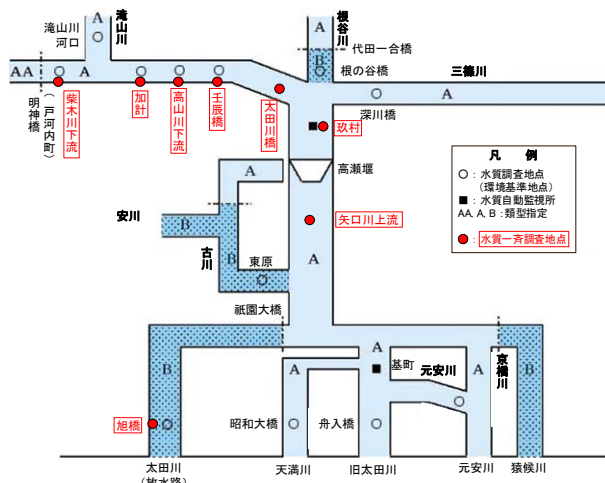 滝山川
河口
滝山川
A
根谷川
A
代田一合橋
B
根の谷橋
三篠川
AA
A
A
明神橋
(戸河内町)
柴木川下流
加計
高山川下流
壬辰橋
太田川橋
深川橋
玖村
高瀬堰
凡 例
○:水質調査地点
(環境基準地点)
■:水質自動監視所
AA, A, B:類型指定
●:水質一斉調査地点
A
安川
B
古川
B
東原
矢口川上流
A
祇園大橋
B
A
基町
元安川
京橋川
A
A
B
旭橋
昭和大橋
舟入橋
太田川
(放水路)
天満川
旧太田川
元安川
猿候川